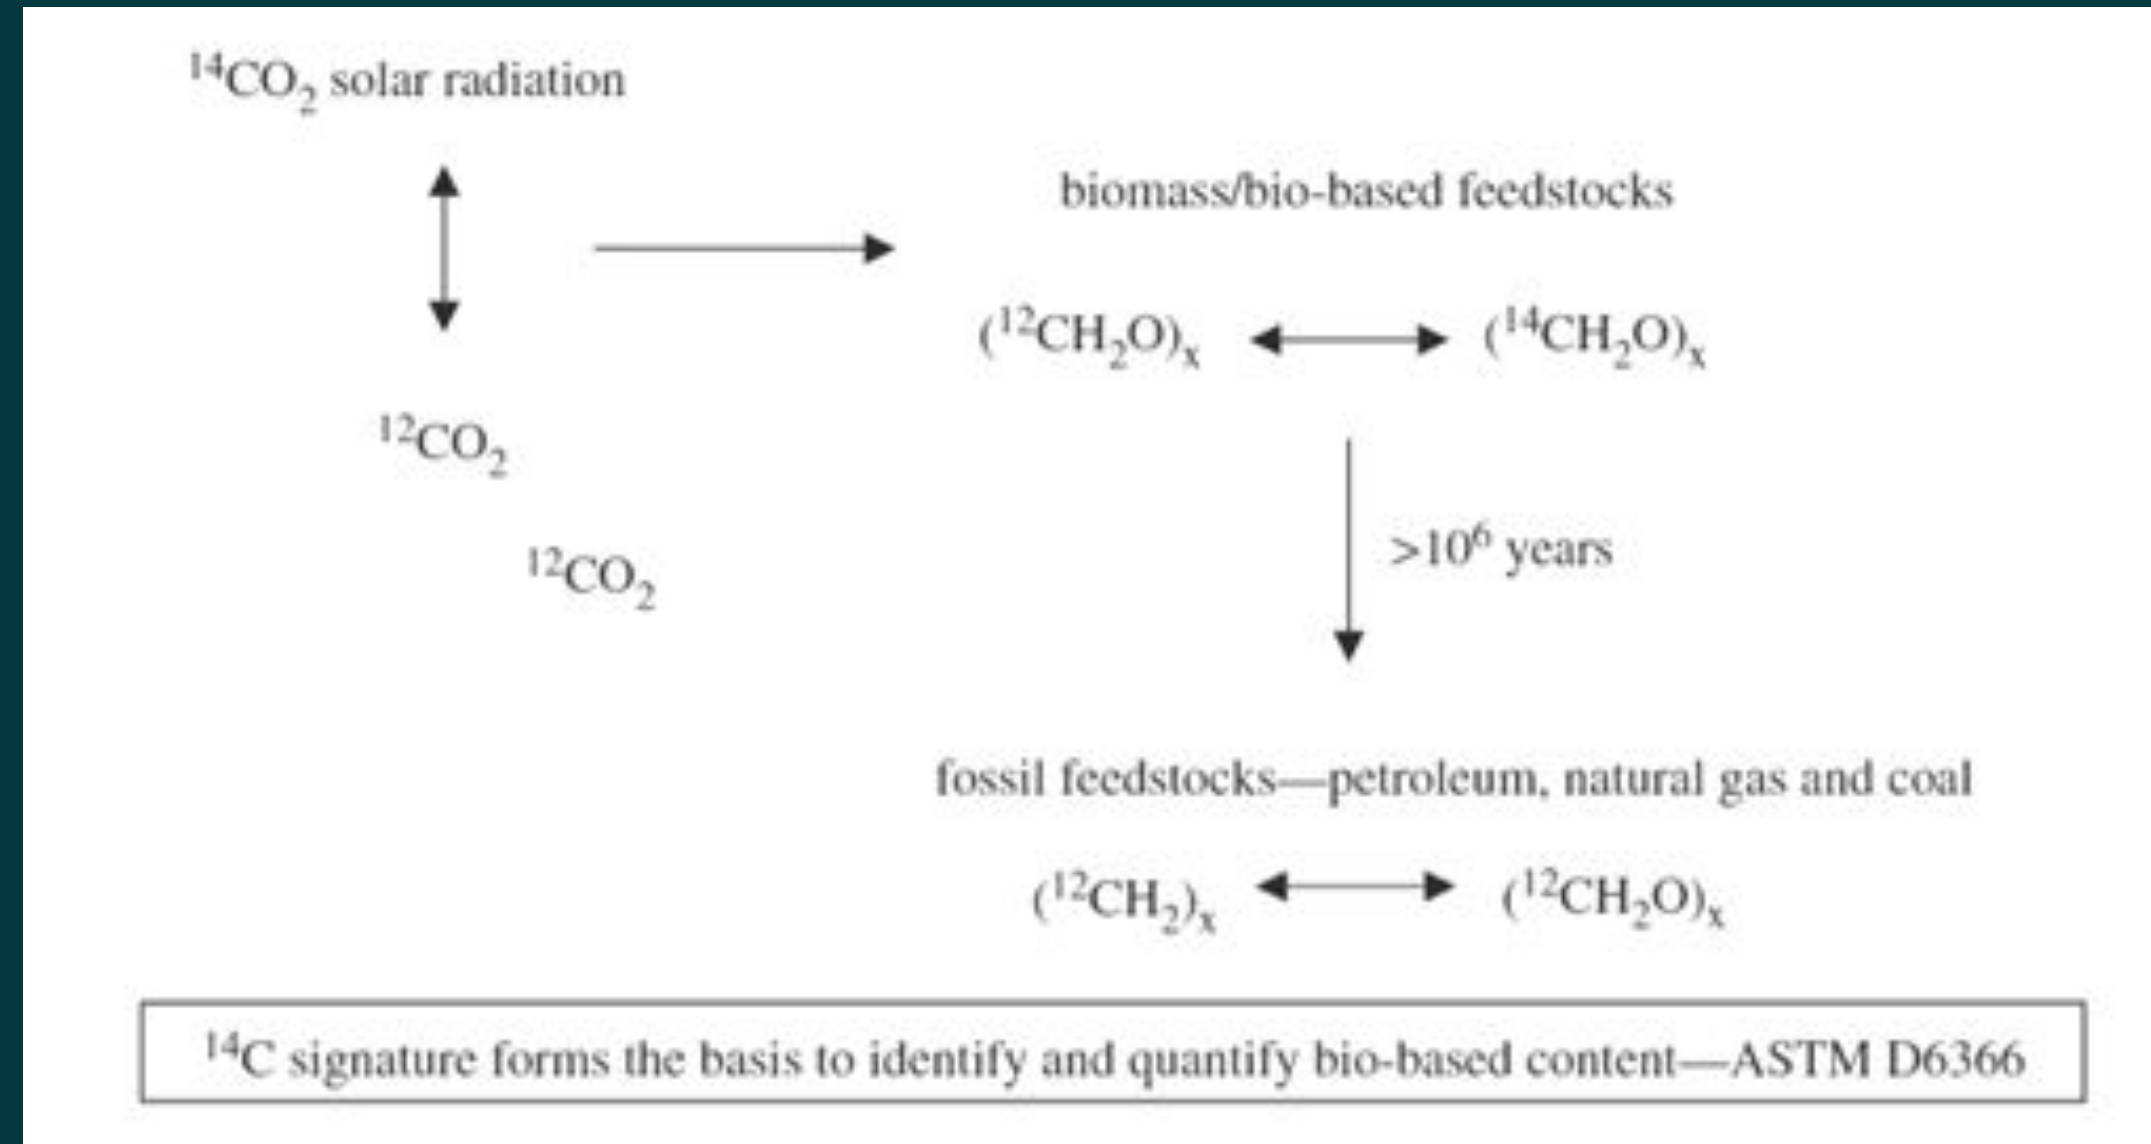 ¹⁴CO₂ solar radiation
biomass/bio-based feedstocks
(¹²CH₂O)ₓ (¹⁴CH₂O)ₓ
¹²CO₂
¹²CO₂
>10⁶ years
fossil feedstocks—petroleum, natural gas and coal
(¹²CH₂)ₓ (¹²CH₂O)ₓ
¹⁴C signature forms the basis to identify and quantify bio-based content—ASTM D6366